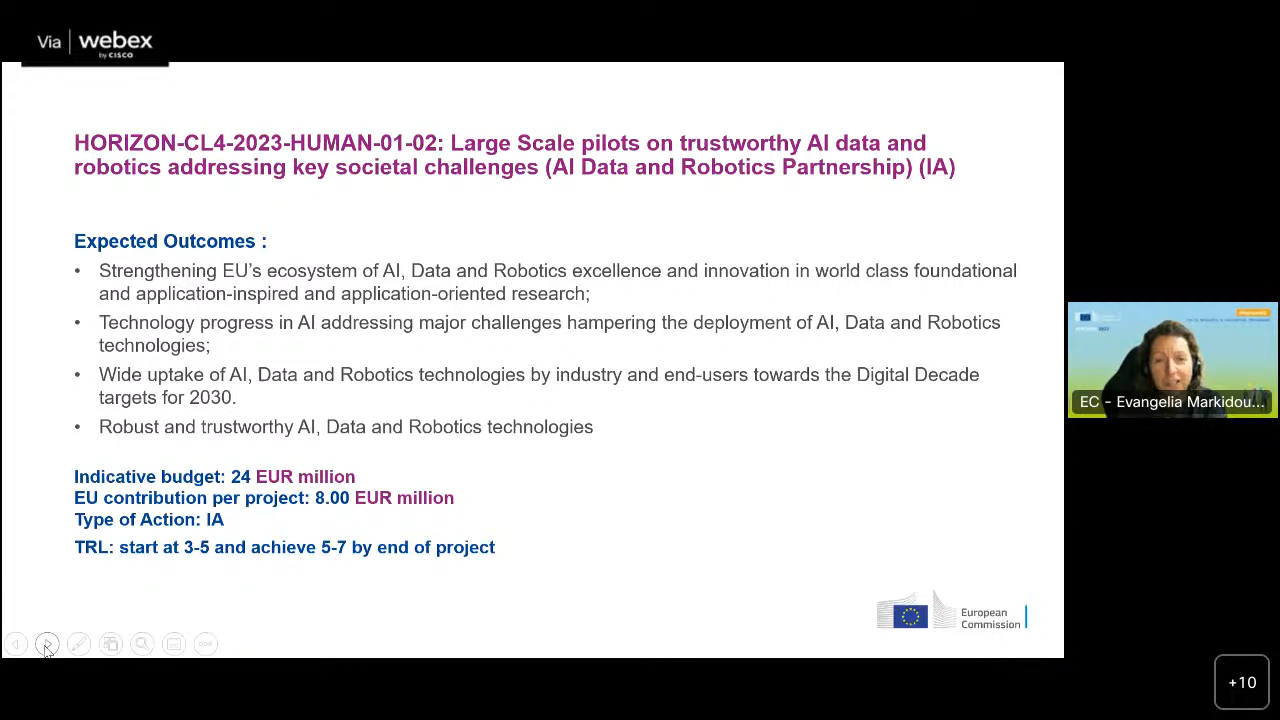 Via webex
by CISCO
HORIZON-CL4-2023-HUMAN-01-02: Large Scale pilots on trustworthy AI data and
robotics addressing key societal challenges (AI Data and Robotics Partnership) (IA)
Expected Outcomes :
• Strengthening EU’s ecosystem of AI, Data and Robotics excellence and innovation in world class foundational
and application-inspired and application-oriented research;
• Technology progress in AI addressing major challenges hampering the deployment of AI, Data and Robotics
technologies;
• Wide uptake of AI, Data and Robotics technologies by industry and end-users towards the Digital Decade
targets for 2030.
• Robust and trustworthy AI, Data and Robotics technologies
Indicative budget: 24 EUR million
EU contribution per project: 8.00 EUR million
Type of Action: IA
TRL: start at 3-5 and achieve 5-7 by end of project
European
Commission
EC - Evangelia Markidou...
+10